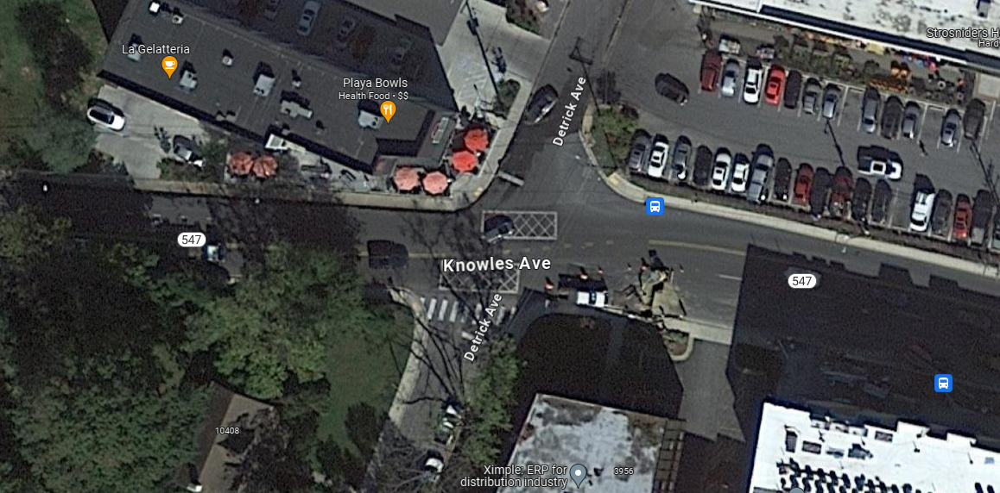 La Gelatteria
Playa Bowls
Health Food • $$
Strosniders H
Hardw
Detrick Ave
547
Knowles Ave
547
Detrick Ave
10408
Ximple: ERP for
distribution industry
3956